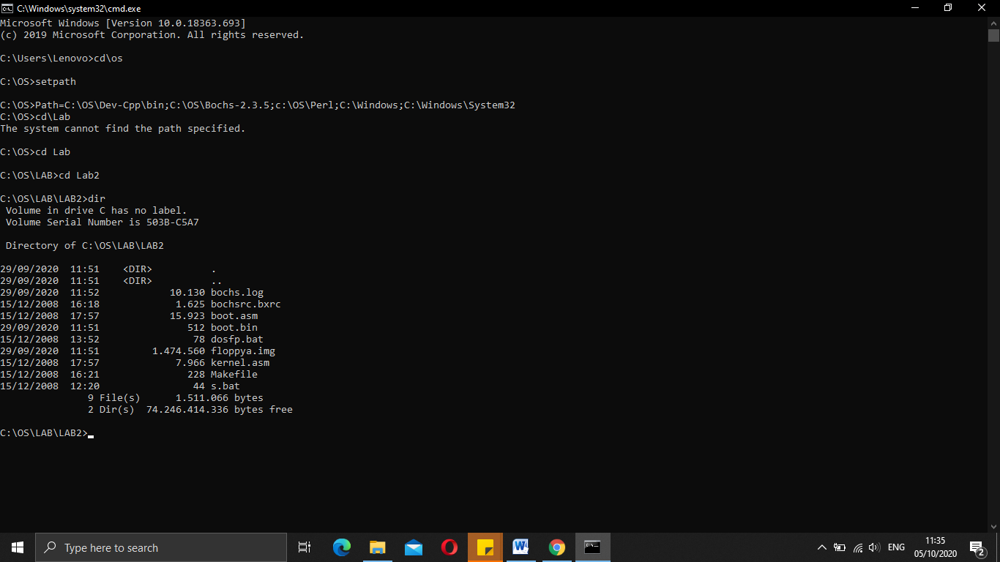 C:\Windows\system32\cmd.exe
Microsoft Windows [Version 10.0.18363.693]
(c) 2019 Microsoft Corporation. All rights reserved.
C:\Users\Lenovo>cd\os
C:\OS>setpath
C:\OS>Path=C:\OS\Dev-Cpp\bin;C:\OS\Bochs-2.3.5;c:\OS\Perl;C:\Windows;C:\Windows\System32
C:\OS>cd\Lab
The system cannot find the path specified.
C:\OS>cd Lab
C:\OS\LAB>cd Lab2
C:\OS\LAB\LAB2>dir
 Volume in drive C has no label.
 Volume Serial Number is 503B-C5A7
 Directory of C:\OS\LAB\LAB2
29/09/2020  11:51    <DIR>          .
29/09/2020  11:51    <DIR>          ..
29/09/2020  11:52            10.130 bochs.log
15/12/2008  16:18             1.625 bochsrc.bxrc
15/12/2008  17:57            15.923 boot.asm
29/09/2020  11:51               512 boot.bin
15/12/2008  13:52                78 dosfp.bat
29/09/2020  11:51         1.474.560 floppya.img
15/12/2008  17:57             7.966 kernel.asm
15/12/2008  16:21               228 Makefile
15/12/2008  12:20                44 s.bat
               9 File(s)      1.511.066 bytes
               2 Dir(s)  74.246.414.336 bytes free
C:\OS\LAB\LAB2>
Type here to search
ENG
11:35
05/10/2020
2